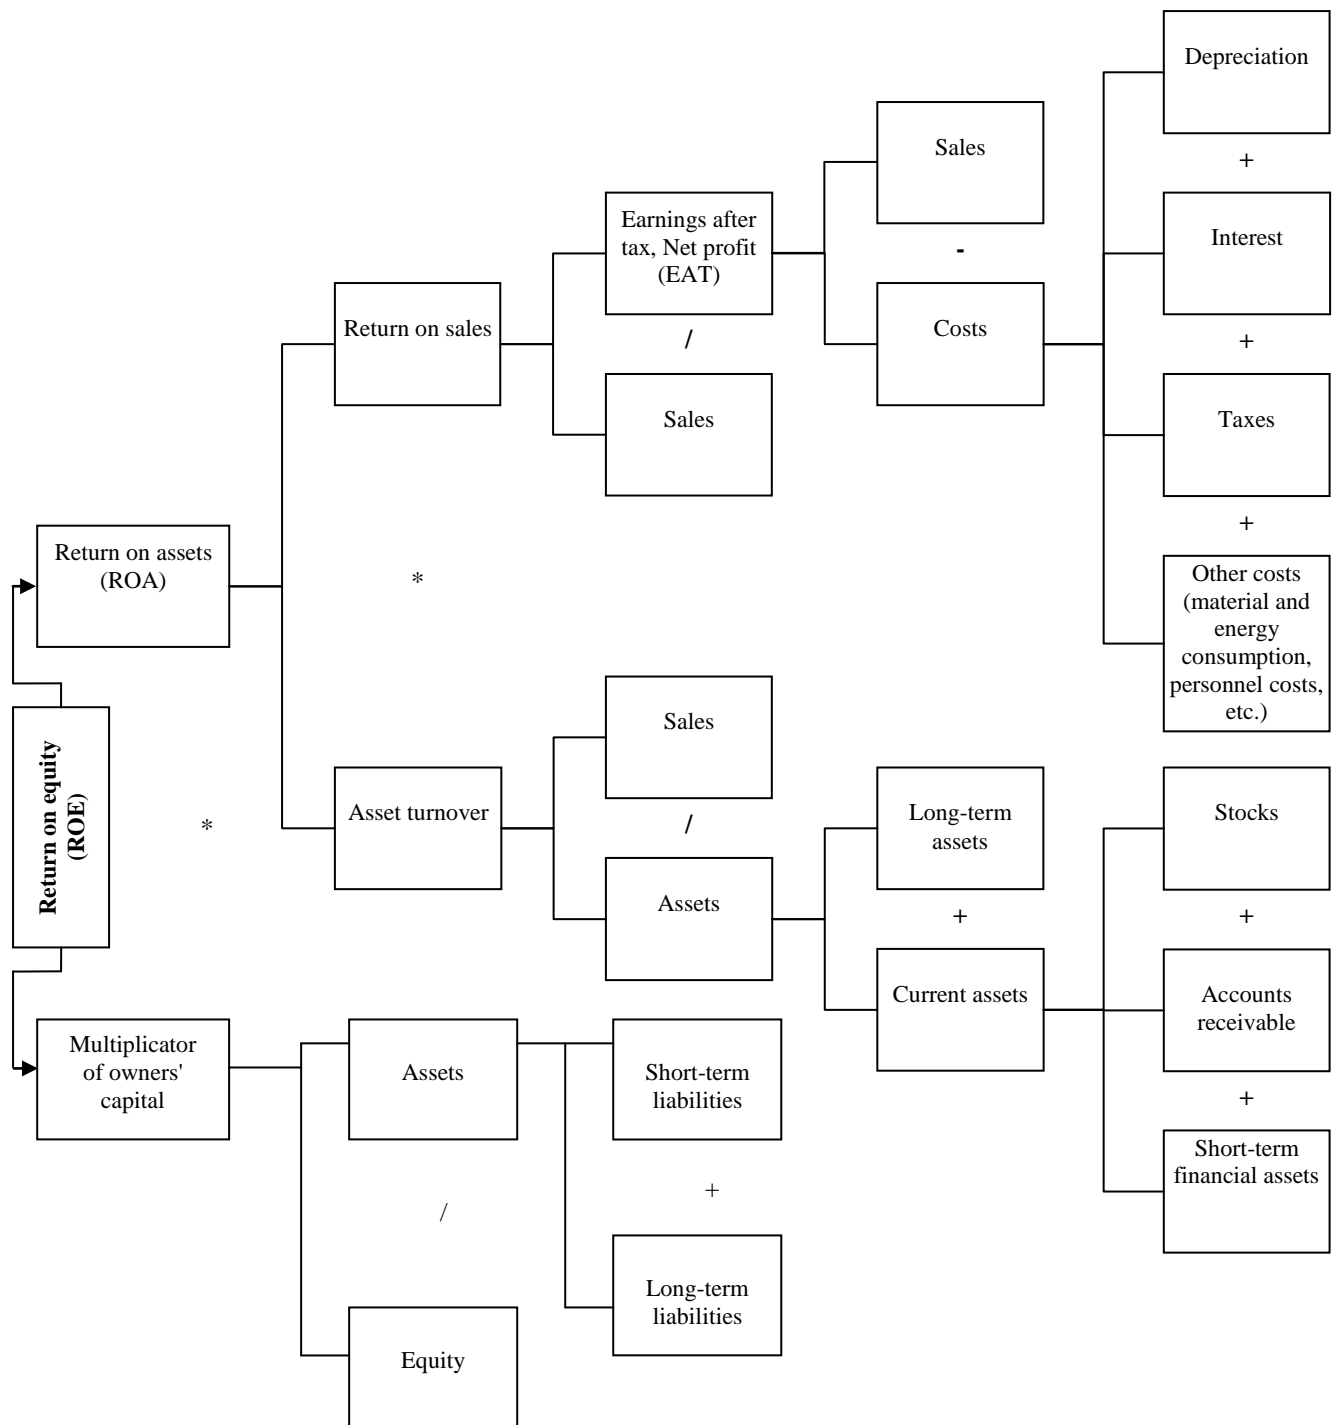 Depreciation
+
Sales
Earnings after
tax, Net profit
(EAT)
-
Interest
Return on sales
/
Costs
+
Sales
Taxes
+
Return on assets
(ROA)
*
Other costs
(material and
energy
consumption,
personnel costs,
etc.)
Return on equity
(ROE)
*
Sales
Asset turnover
/
Long-term
assets
Stocks
Assets
+
+
Current assets
Accounts
receivable
Multiplicator
of owners'
capital
Assets
Short-term
liabilities
+
Short-term
financial assets
/
+
Long-term
liabilities
Equity